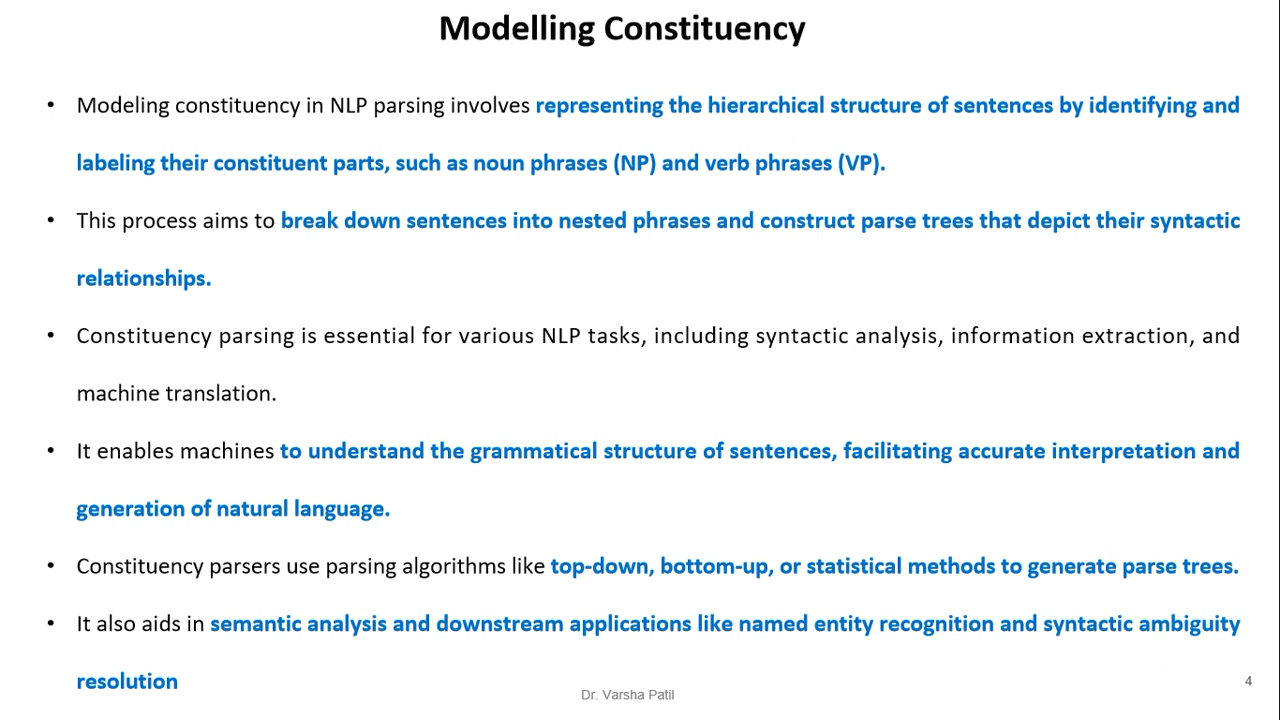 Modelling Constituency
• Modeling constituency in NLP parsing involves representing the hierarchical structure of sentences by identifying and
labeling their constituent parts, such as noun phrases (NP) and verb phrases (VP).
• This process aims to break down sentences into nested phrases and construct parse trees that depict their syntactic
relationships.
• Constituency parsing is essential for various NLP tasks, including syntactic analysis, information extraction, and
machine translation.
• It enables machines to understand the grammatical structure of sentences, facilitating accurate interpretation and
generation of natural language.
• Constituency parsers use parsing algorithms like top-down, bottom-up, or statistical methods to generate parse trees.
• It also aids in semantic analysis and downstream applications like named entity recognition and syntactic ambiguity
resolution
Dr. Varsha Patil
4